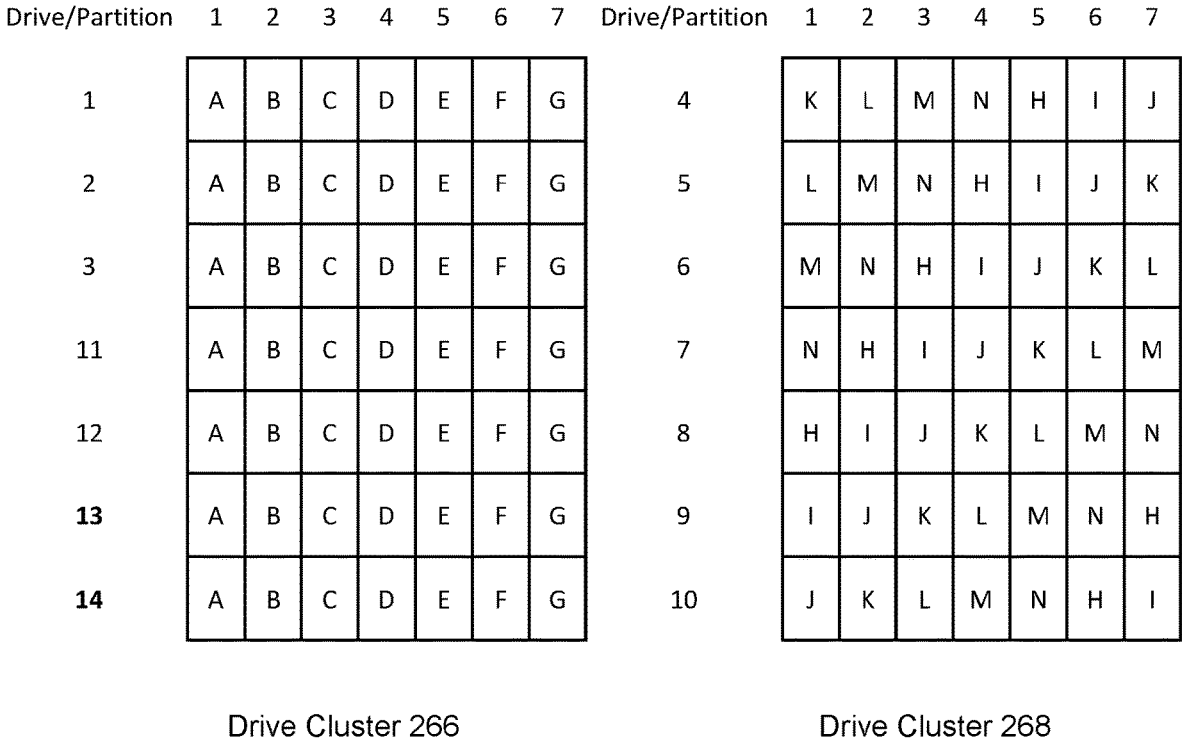 Drive/Partition 1 2 3 4 5 6 7 Drive/Partition 1 2 3 4 5 6 7
1 A B C D E F G 4 K L M N H I J
2 A B C D E F G 5 L M N H I J K
3 A B C D E F G 6 M N H I J K L
11 A B C D E F G 7 N H I J K L M
12 A B C D E F G 8 H I J K L M N
13 A B C D E F G 9 I J K L M N H
14 A B C D E F G 10 J K L M N H I
Drive Cluster 266 Drive Cluster 268